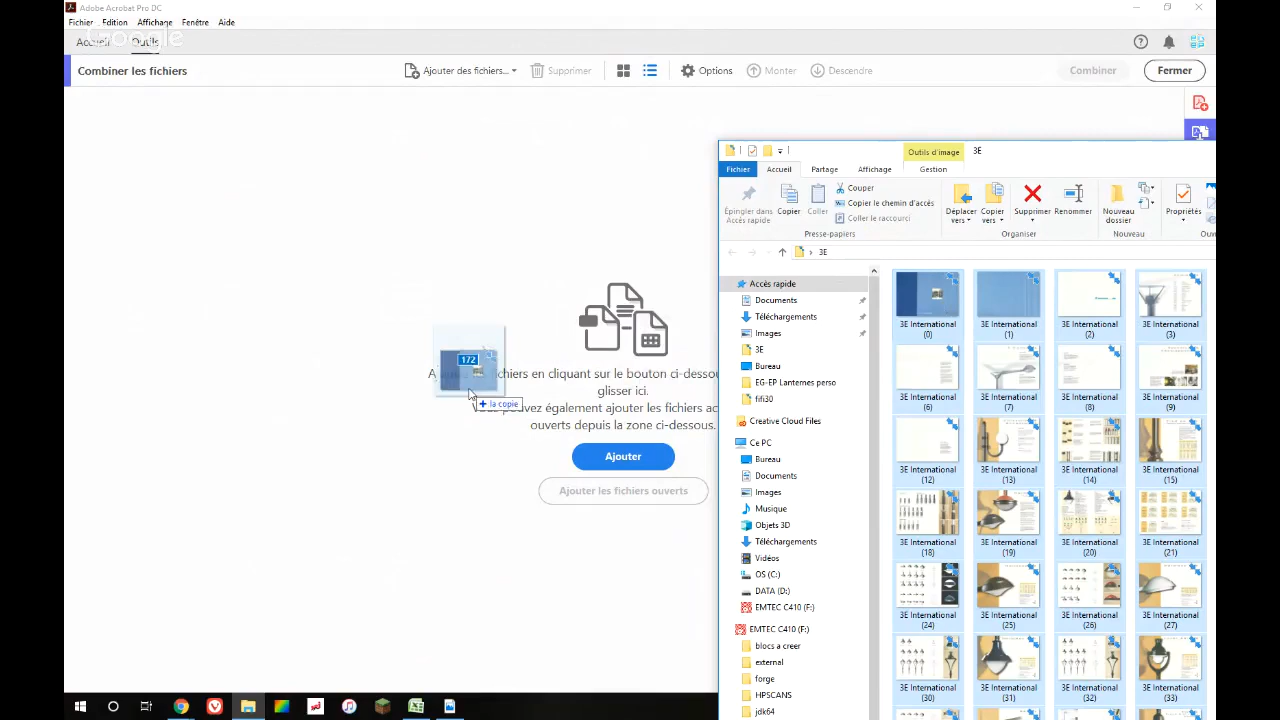 Adobe Acrobat Pro DC
Fichier Edition Affichage Fenêtre Aide
Google
Accueil Outils
Combiner les fichiers
Ajouter des fichiers... Supprimer Options Monter Descendre Combiner Fermer
Outils d'image 3E
Fichier Accueil Partage Affichage Gestion
Épingler dans Accès rapide
Copier
Coller
Couper
Copier le chemin d'accès
Coller le raccourci
Déplacer vers
Copier vers
Supprimer
Renommer
Nouveau dossier
Propriétés
Presse-papiers Organiser Nouveau
3E
Accès rapide
Documents
Téléchargements
Images
3E
Bureau
EG-EP Lanternes perso
fifi30
Creative Cloud Files
Ce PC
Bureau
Documents
Images
Musique
Objets 3D
Téléchargements
Vidéos
OS (C:)
DATA (D:)
EMTEC C410 (F:)
EMTEC C410 (F:)
blocs a creer
external
forge
HPSCANS
jdk64
3E International (0) 3E International (1) 3E International (2) 3E International (3)
3E International (6) 3E International (7) 3E International (8) 3E International (9)
3E International (12) 3E International (13) 3E International (14) 3E International (15)
3E International (18) 3E International (19) 3E International (20) 3E International (21)
3E International (24) 3E International (25) 3E International (26) 3E International (27)
3E International (30) 3E International (31) 3E International (32) 3E International (33)
172
la copie
fichiers en cliquant sur le bouton ci-dessou
glisser ici.
pouvez également ajouter les fichiers ac
ouverts depuis la zone ci-dessous.
Ajouter
Ajouter les fichiers ouverts